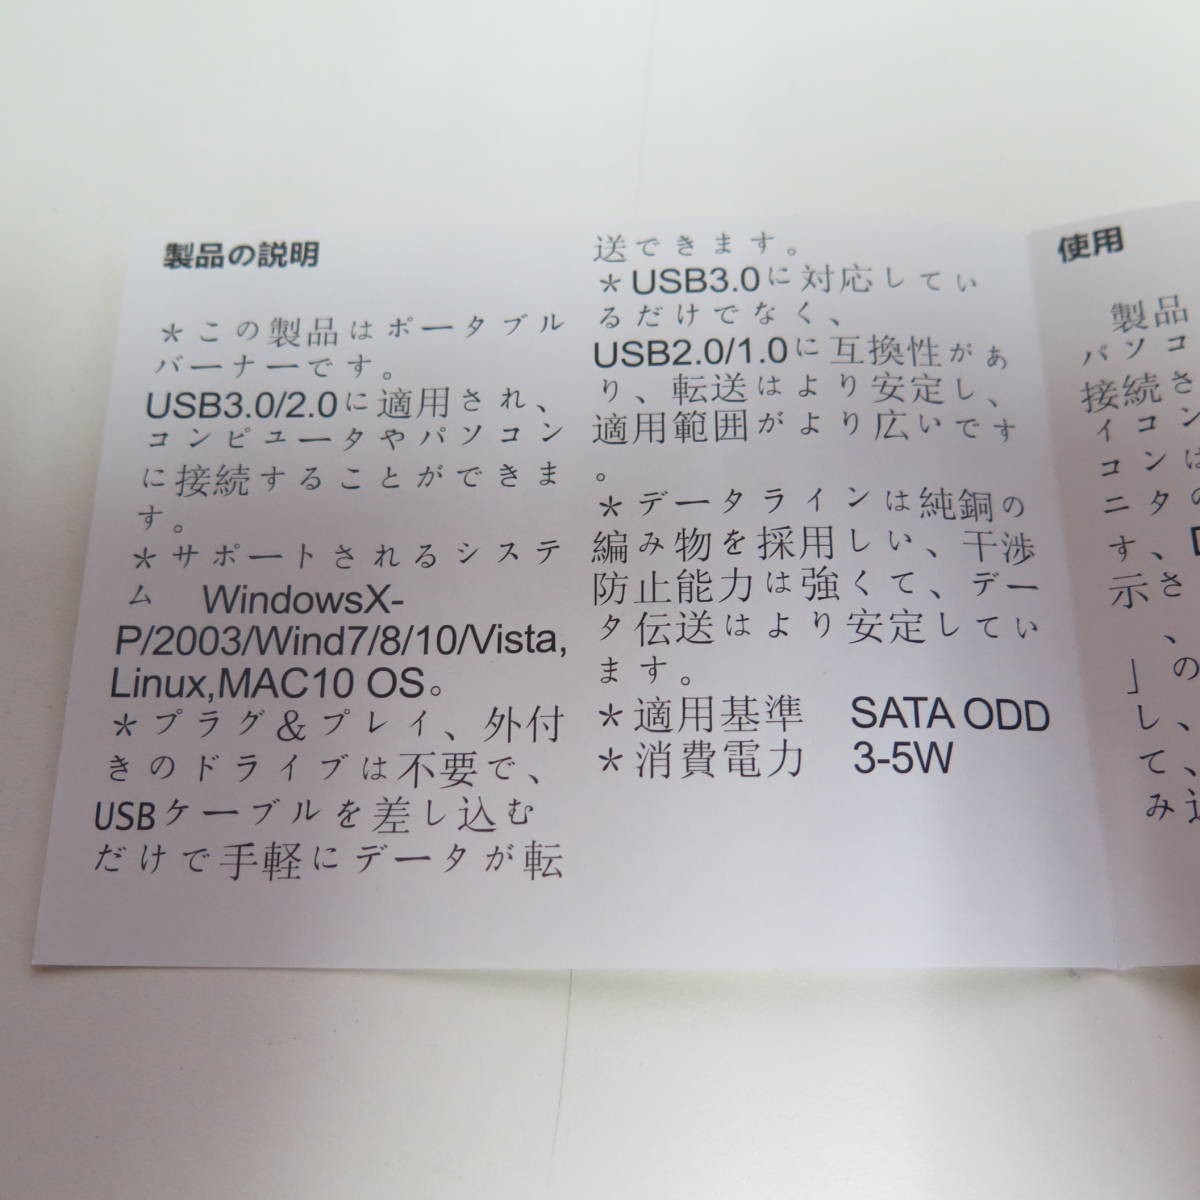 製品の説明
＊この製品はポータブル
バーナーです。
USB3.0/2.0に適用され、
コンピュータやパソコン
に接続することができま
す。
＊サポートされるシステ
ム　WindowsX-
P/2003/Wind7/8/10/Vista,
Linux,MAC10 OS。
＊プラグ＆プレイ、外付
きのドライブは不要で、
USBケーブルを差し込む
だけで手軽にデータが転
送できます。
＊USB3.0に対応してい
るだけでなく、
USB2.0/1.0に互換性があ
り、転送はより安定し、
適用範囲がより広いです
。
＊データラインは純銅の
編み物を採用しい、干渉
防止能力は強くて、デー
タ伝送はより安定してい
ます。
＊適用基準　SATA ODD
＊消費電力　3-5W
使用
製品
パソコ
接続さ
イコン
コンは
ニタの
す、
示さ
、
」の
し、
て、
み込